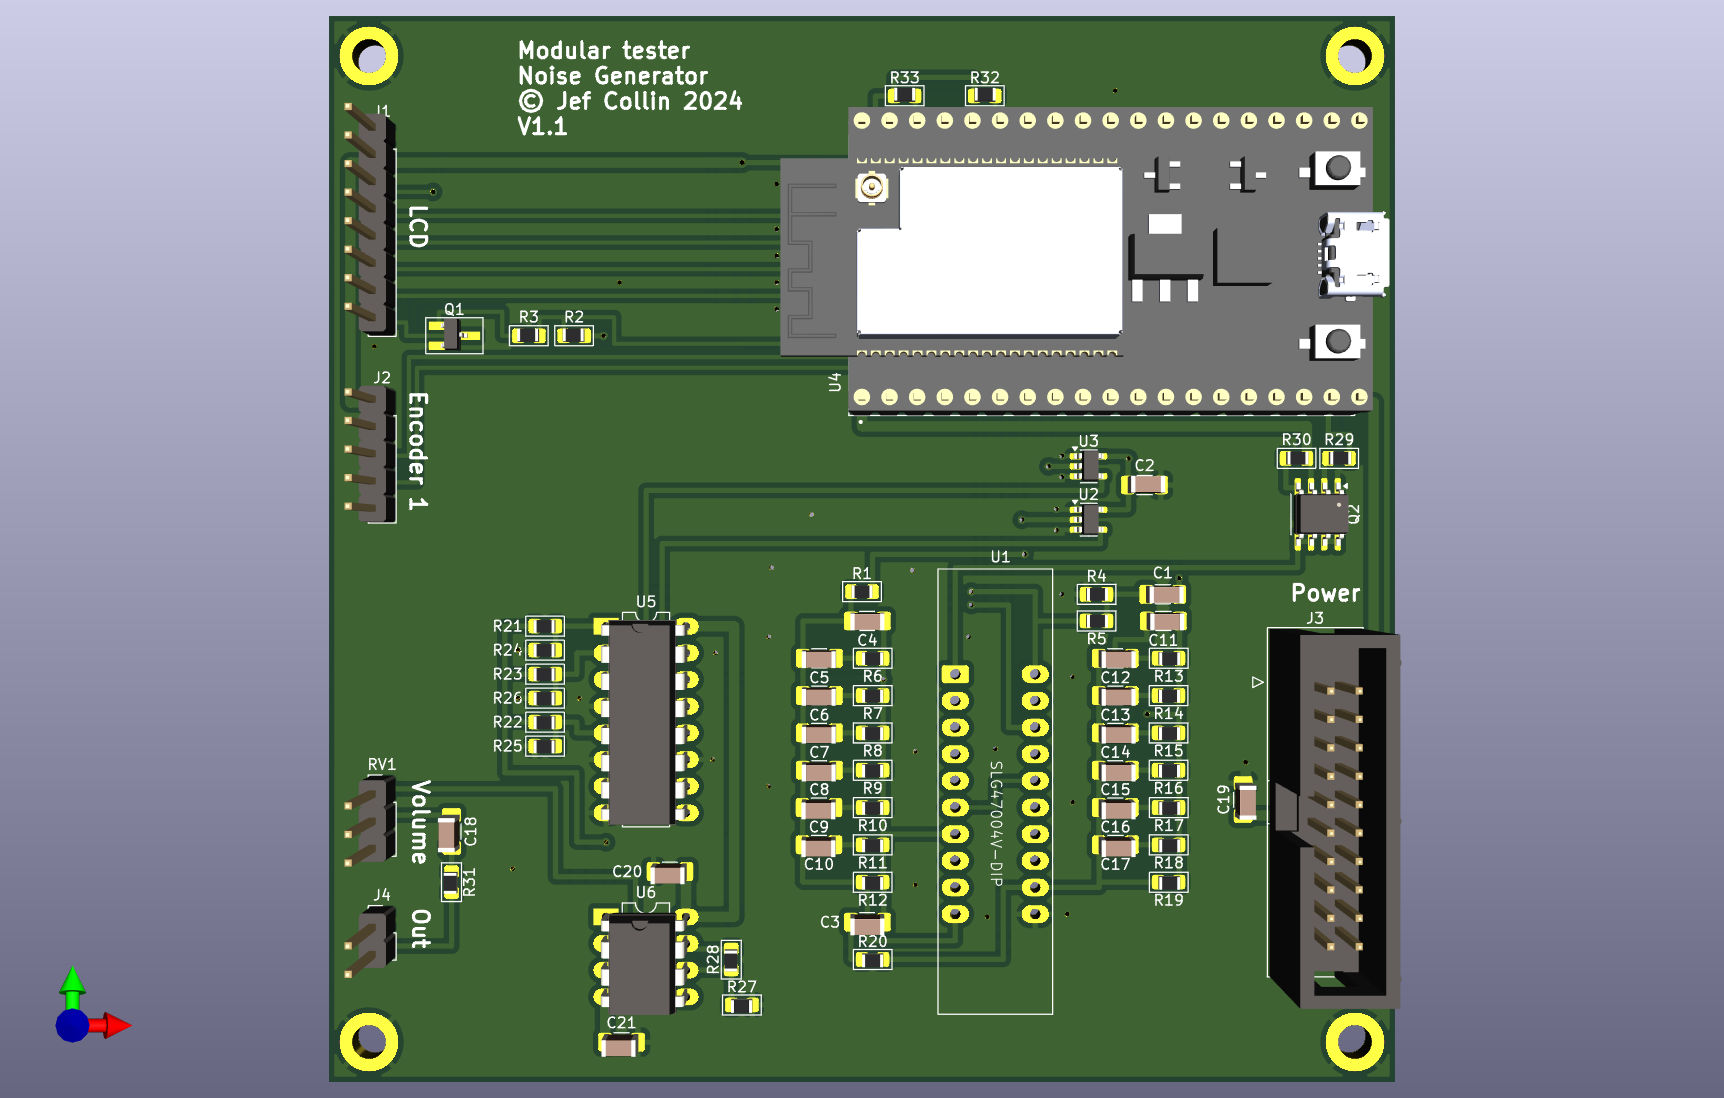 Modular tester
Noise Generator
© Jef Collin 2024
V1.1
R33
R32
J1
LCD
Q1
R3
R2
U4
J2
Encoder 1
U3
C2
U2
R30
R29
Q2
U1
R1
R4
C1
Power
J3
U5
C4
R5
C11
R21
R24
R23
R26
R22
R25
C5
R6
C12
R13
C6
R7
C13
R14
C7
R8
C14
R15
C8
R9
C15
R16
C9
R10
C16
R17
C10
R11
C17
R18
R12
R19
SLG47004V-DIP
C19
RV1
Volume
C18
R31
C20
U6
J4
Out
C3
R20
R28
R27
C21